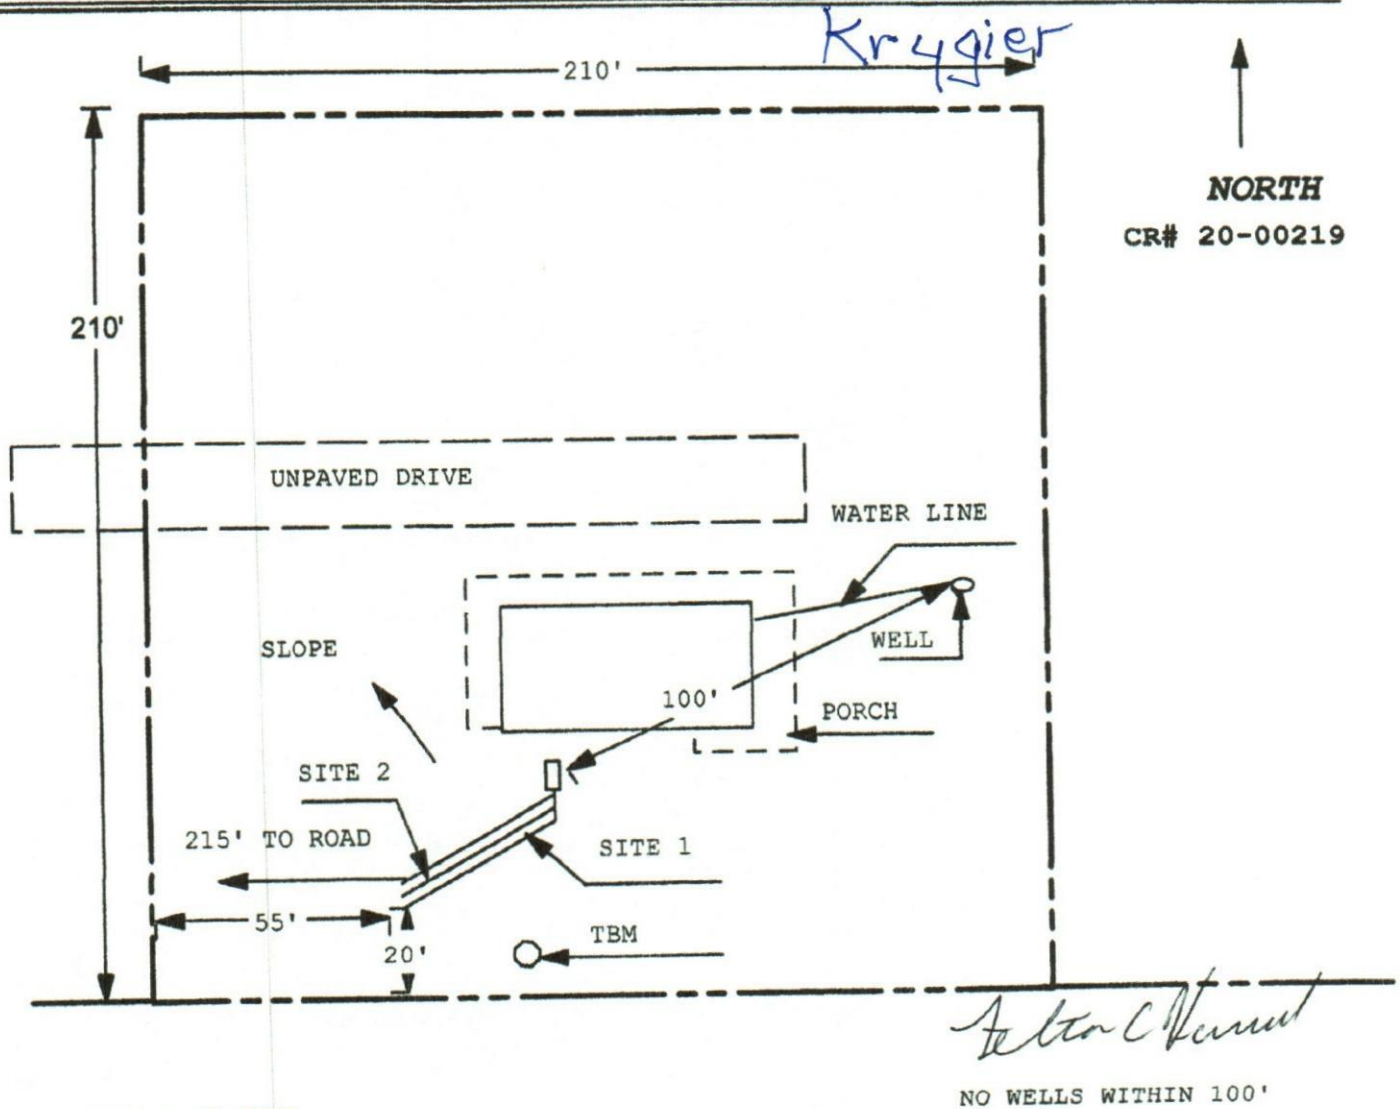 Krygier
210'
NORTH
CR# 20-00219
210'
UNPAVED DRIVE
WATER LINE
WELL
SLOPE
100'
PORCH
SITE 2
215' TO ROAD
SITE 1
55'
20'
TBM
Felton C
NO WELLS WITHIN 100'